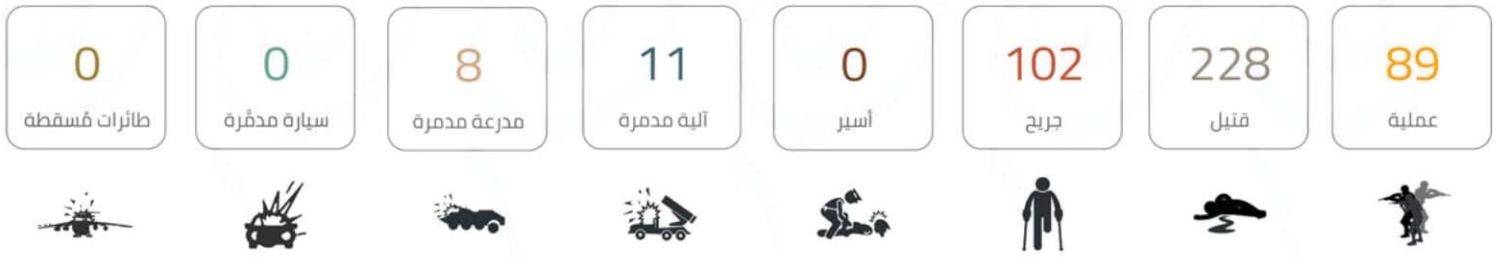 89
عملية
228
قتيل
102
جريح
0
أسير
11
آلية مدمرة
8
مدرعة مدمرة
0
سيارة مدمَّرة
0
طائرات مُسقطة